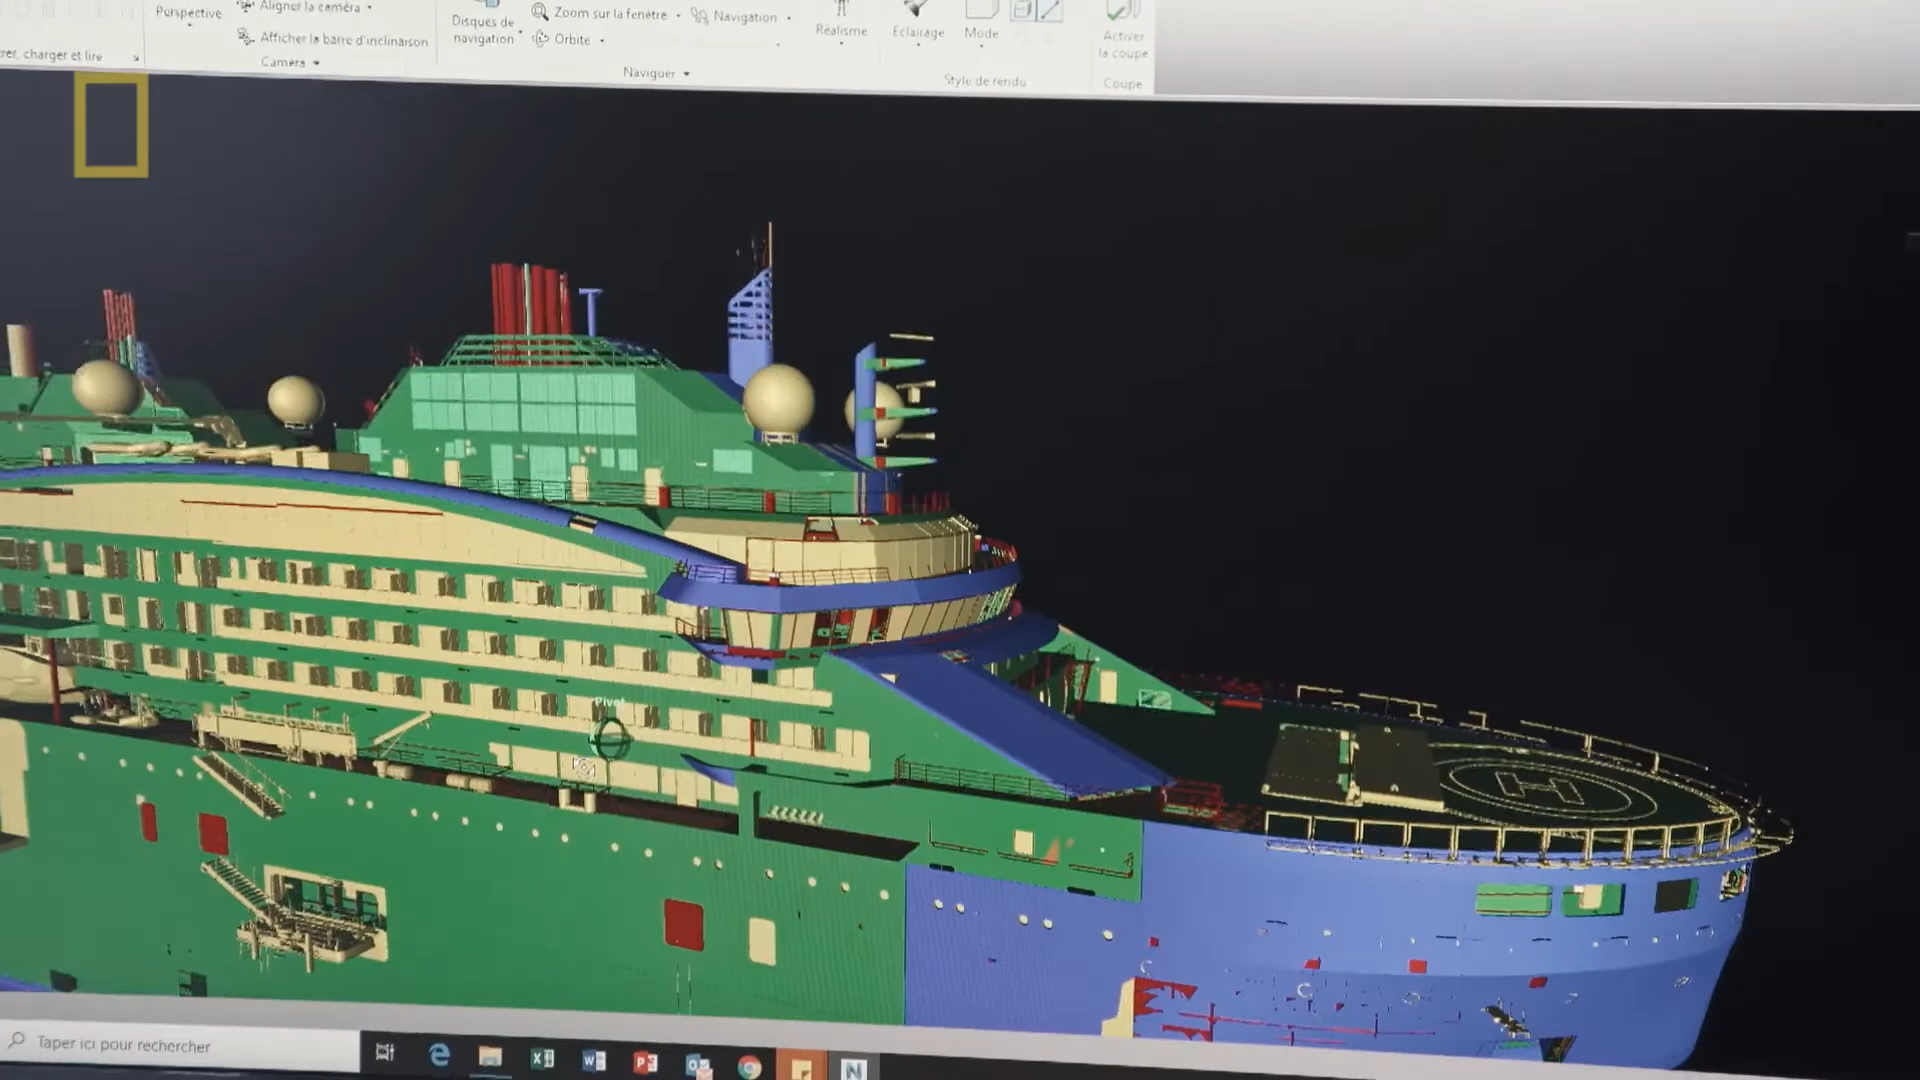 Perspective
Aligner la caméra
Afficher la barre d'inclinaison
rer, charger et lire
Caméra
Disques de
navigation
Zoom sur la fenêtre
Orbite
Navigation
Naviguer
Réalisme
Eclairage
Mode
Style de rendu
Activer
la coupe
Coupe
Pivot
H
Taper ici pour rechercher